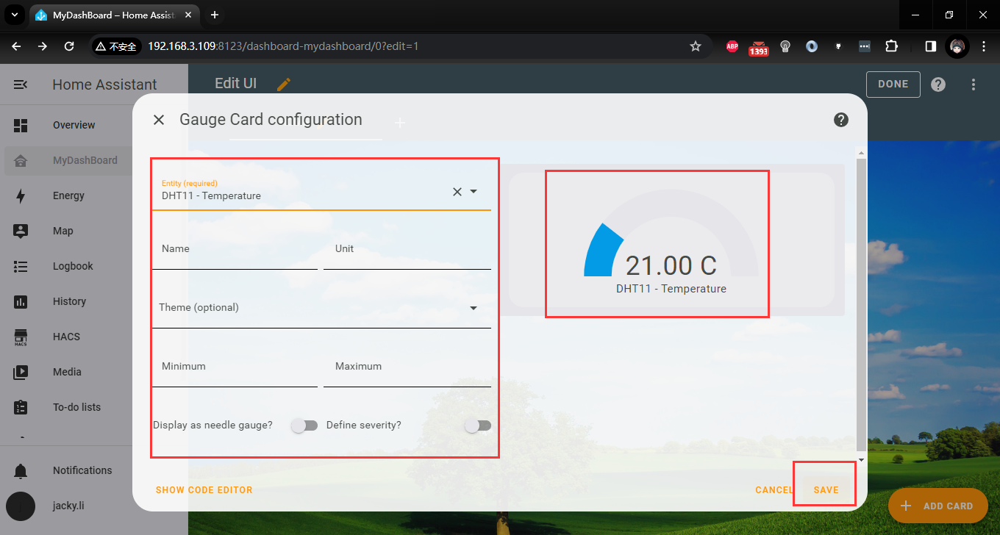 MyDashBoard – Home Assist
不安全
192.168.3.109:8123/dashboard-mydashboard/0?edit=1
ABP
1393
Home Assistant
Edit UI
DONE
Gauge Card configuration
Overview
MyDashBoard
Energy
Map
Logbook
History
HACS
HACS
Media
To-do lists
Notifications
jacky.li
Entity (required)
DHT11 - Temperature
Name
Unit
Theme (optional)
Minimum
Maximum
Display as needle gauge?
Define severity?
21.00 C
DHT11 - Temperature
SHOW CODE EDITOR
CANCEL
SAVE
ADD CARD